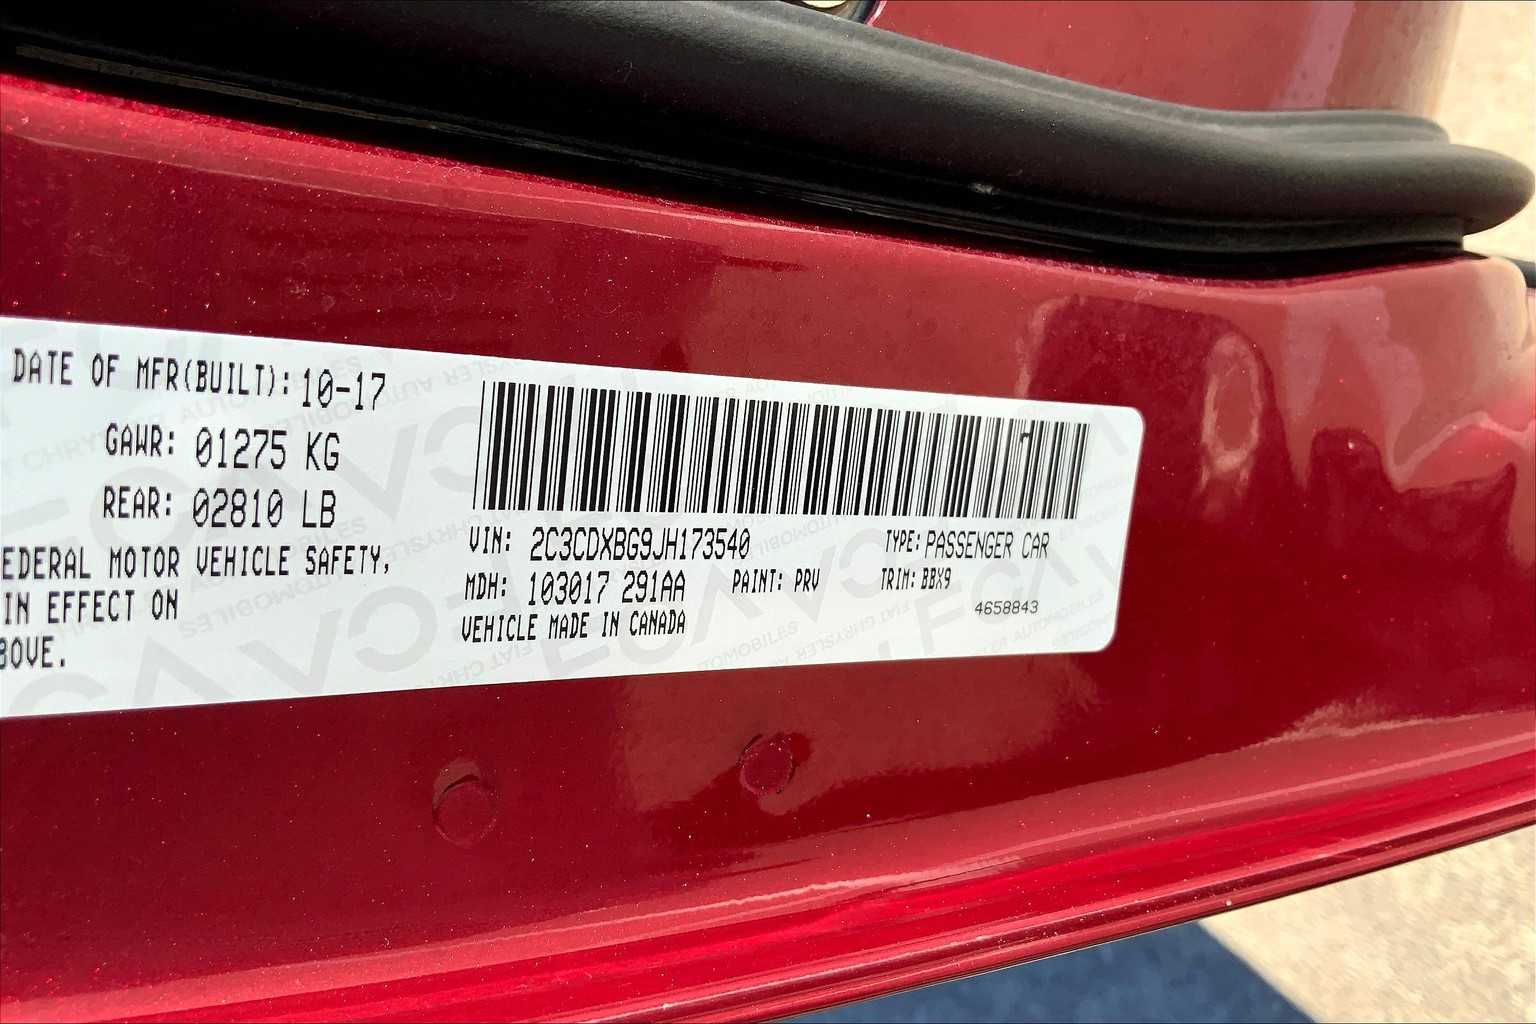 DATE OF MFR(BUILT): 10-17
GAWR: 01275 KG
REAR: 02810 LB
EDERAL MOTOR VEHICLE SAFETY,
IN EFFECT ON
BOVE.
VIN: 2C3CDXBG9JH173540
TYPE: PASSENGER CAR
MDH: 103017 291AA
PAINT: PRV
TRIM: BBX9
VEHICLE MADE IN CANADA
4658843